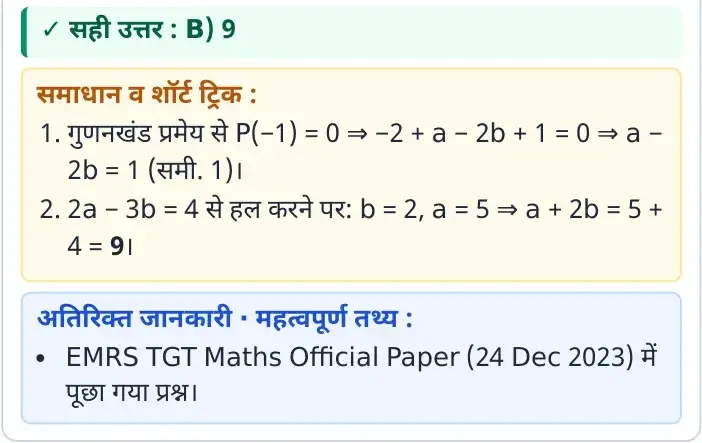 ✓ सही उत्तर : B) 9
समाधान व शॉर्ट ट्रिक :
1. गुणनखंड प्रमेय से P(−1) = 0 ⇒ −2 + a − 2b + 1 = 0 ⇒ a −
2b = 1 (समी. 1)।
2. 2a − 3b = 4 से हल करने पर: b = 2, a = 5 ⇒ a + 2b = 5 +
4 = 9।
अतिरिक्त जानकारी · महत्वपूर्ण तथ्य :
• EMRS TGT Maths Official Paper (24 Dec 2023) में
पूछा गया प्रश्न।